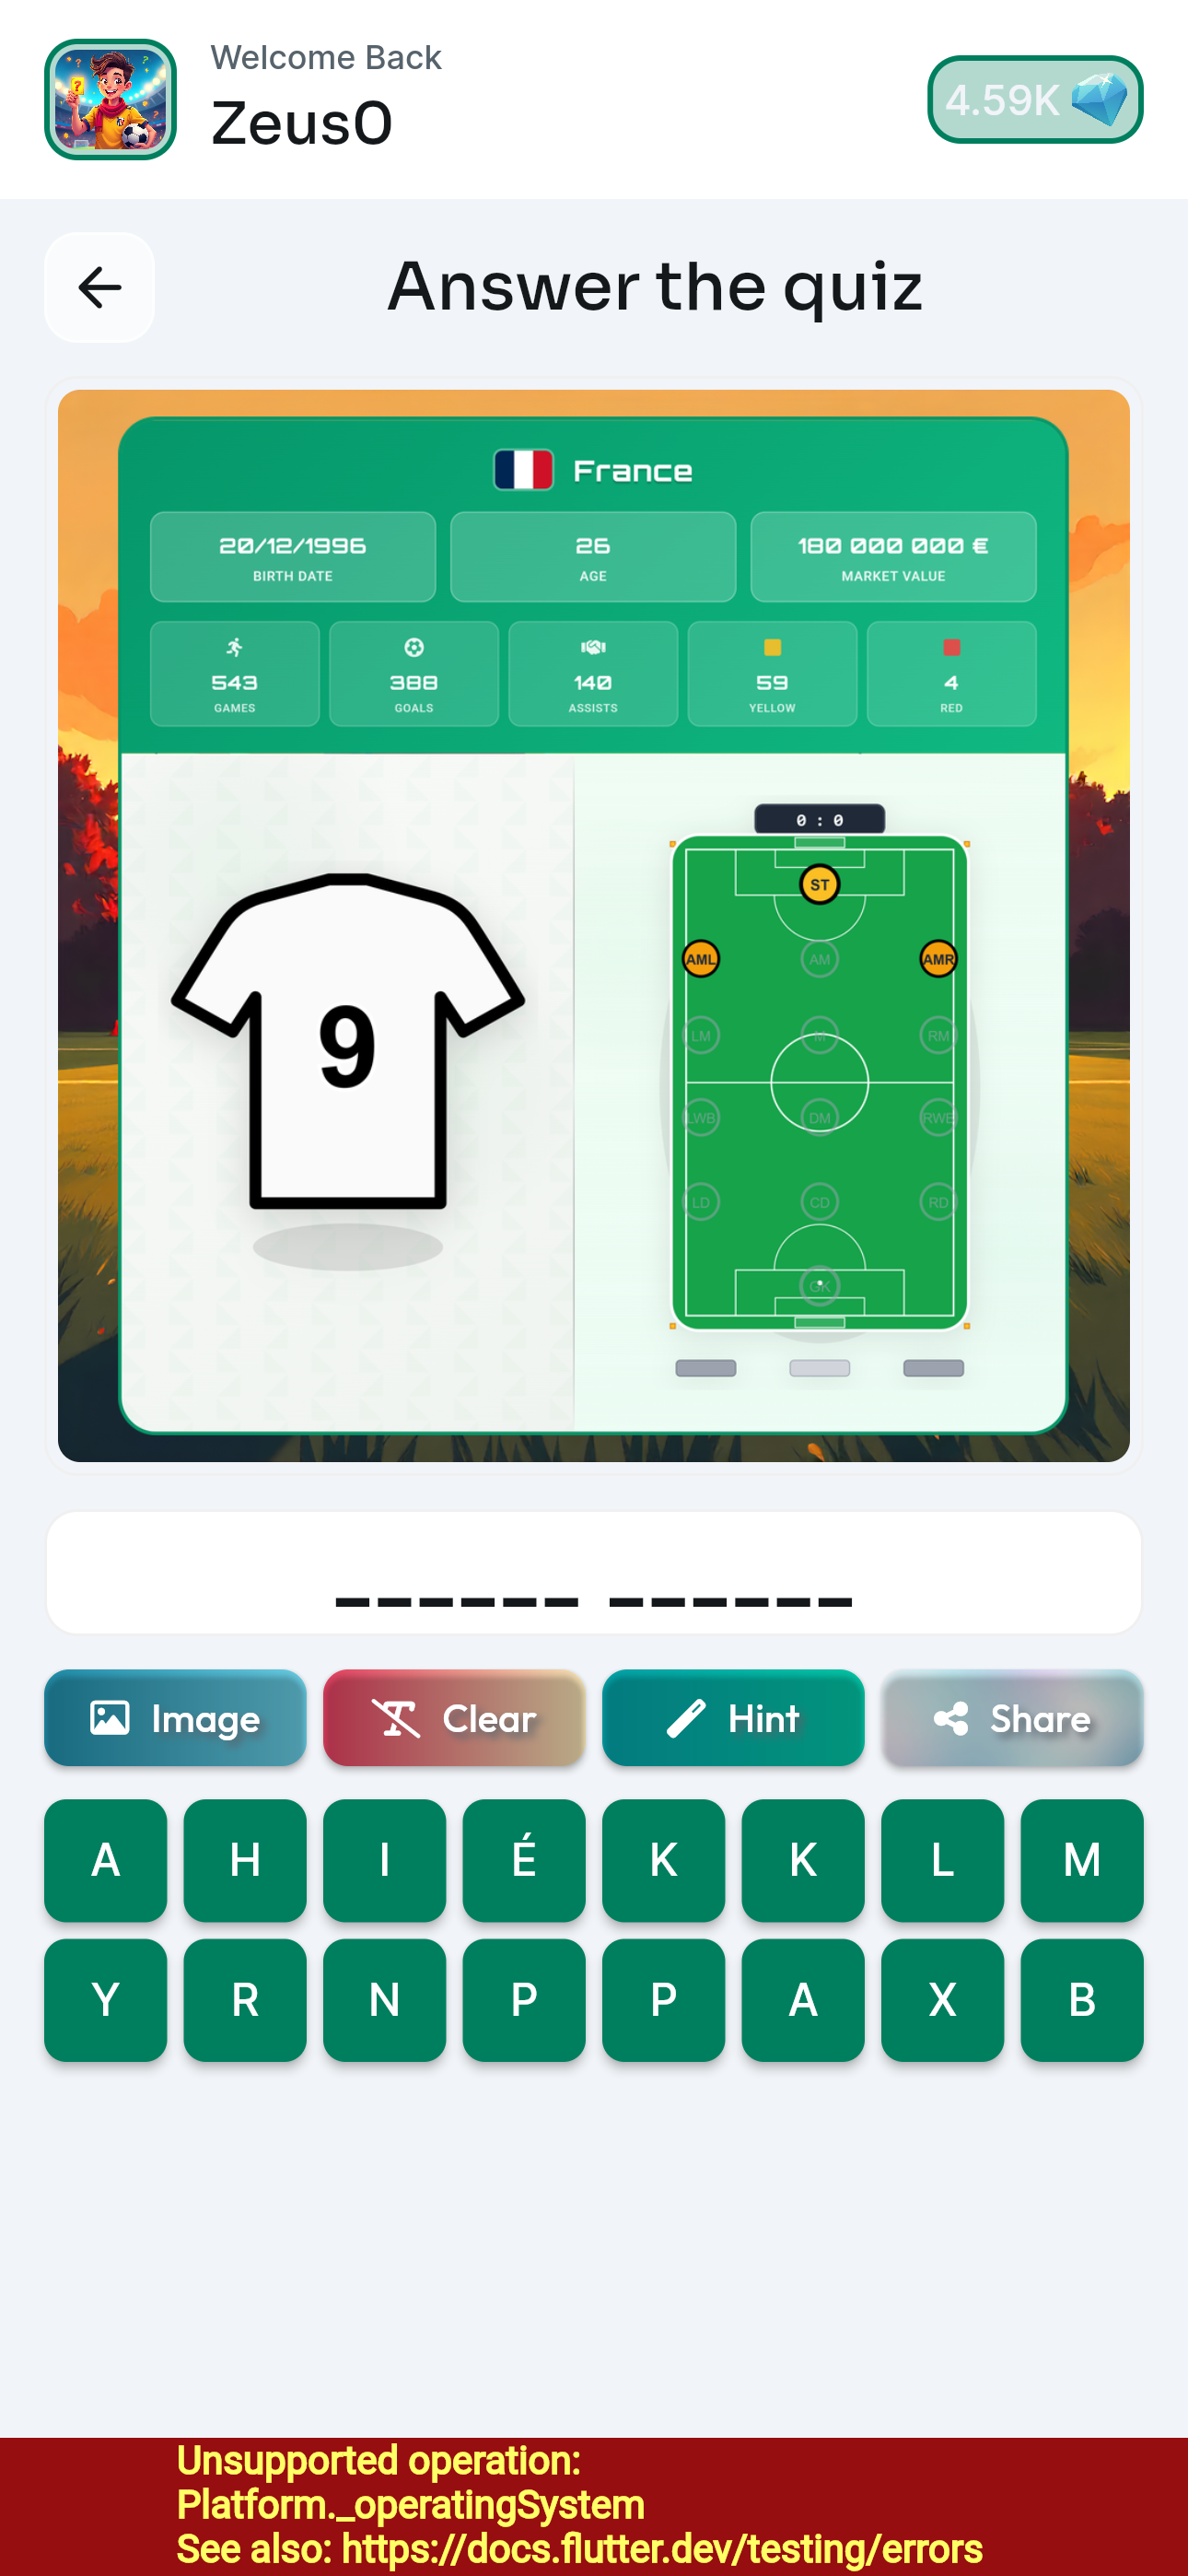 Welcome Back
Zeus0
4.59K
Answer the quiz
France
20/12/1996
BIRTH DATE
26
AGE
180 000 000 €
MARKET VALUE
543
GAMES
388
GOALS
140
ASSISTS
59
YELLOW
4
RED
9
0 : 0
ST
AML
AM
AMR
LM
M
RM
LWB
DM
RWB
LD
CD
RD
GK
______ ______
Image
Clear
Hint
Share
A H I É K K L M
Y R N P P A X B
Unsupported operation:
Platform._operatingSystem
See also: https://docs.flutter.dev/testing/errors